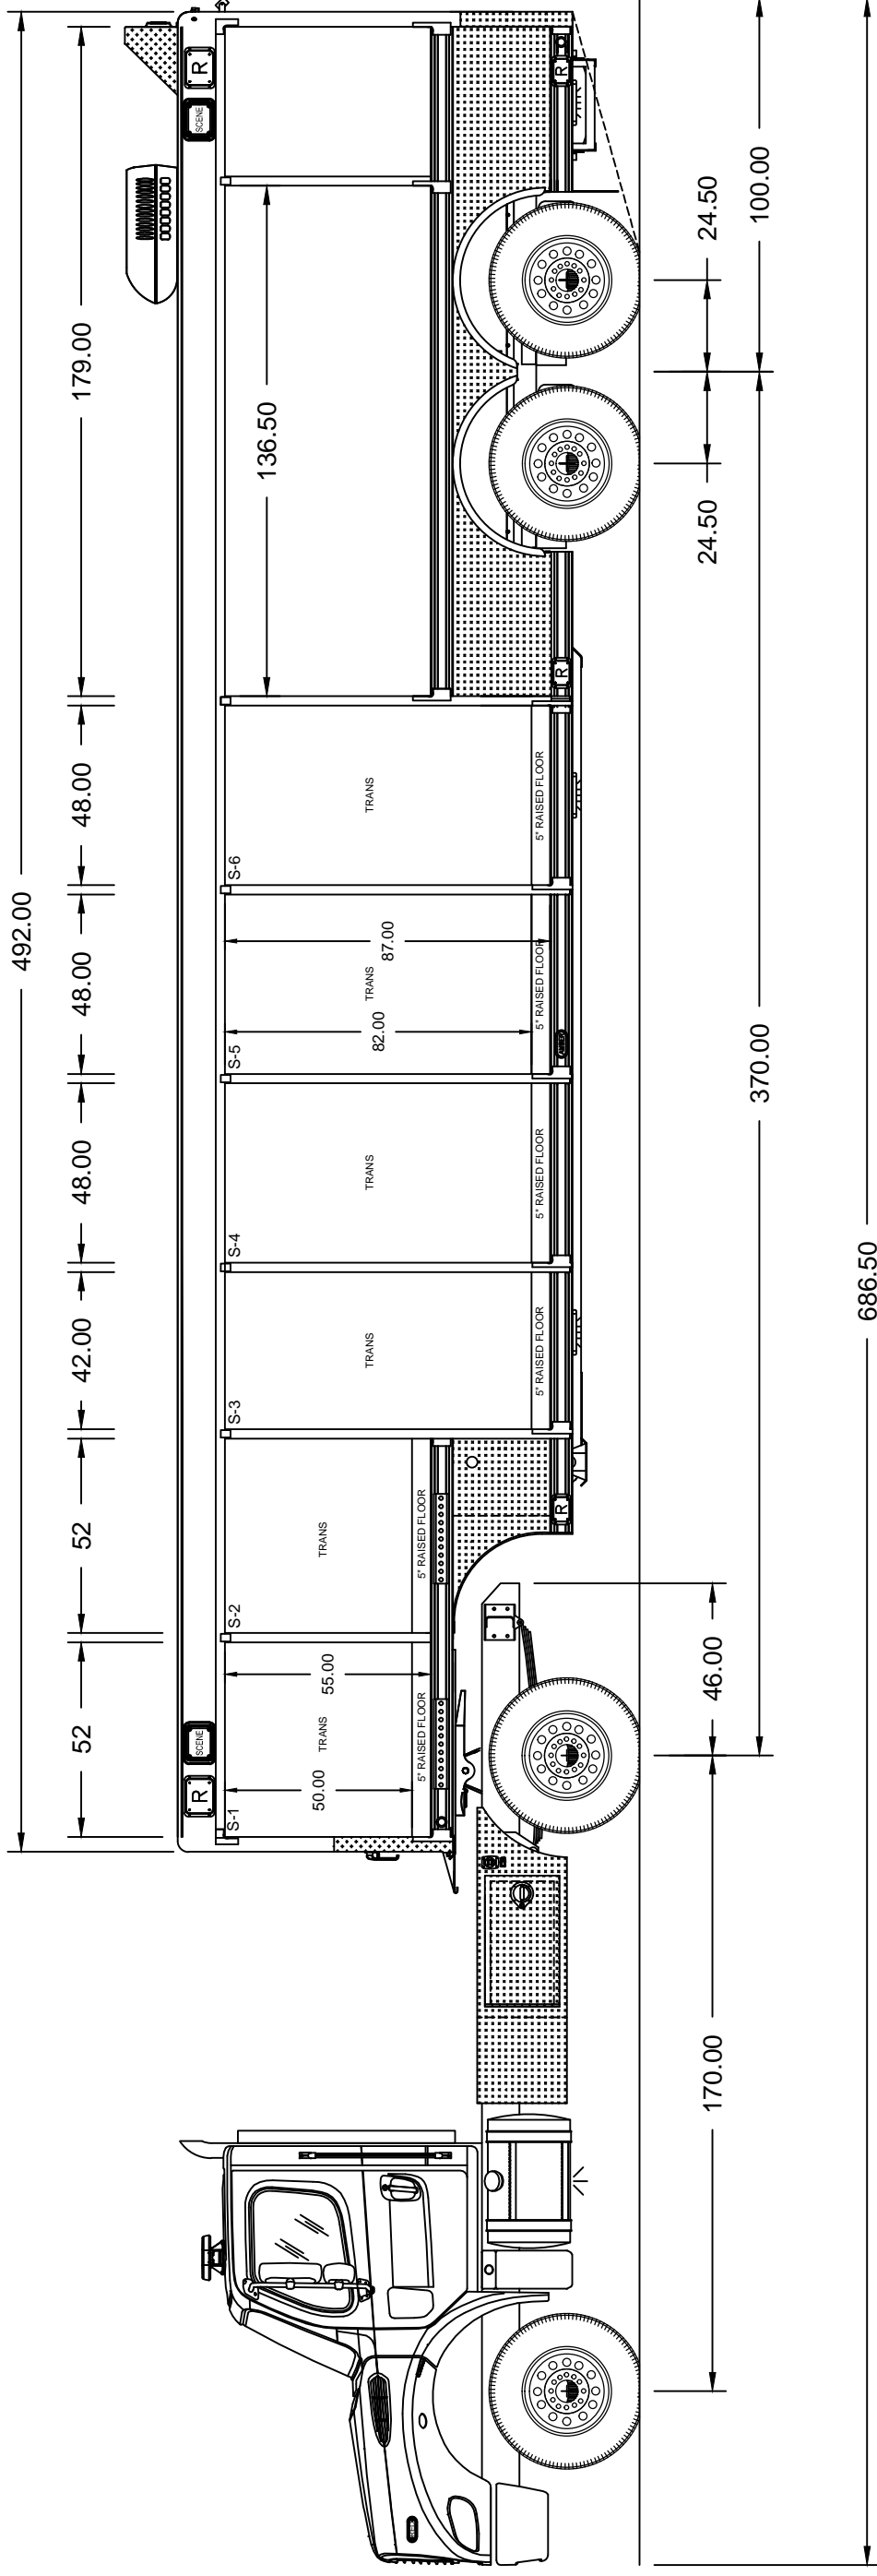 492.00
52
52
42.00
48.00
48.00
48.00
179.00
R
SCENE
SCENE
R
S-1
S-2
S-3
S-4
S-5
S-6
50.00
TRANS
55.00
TRANS
TRANS
TRANS
82.00
TRANS
87.00
TRANS
136.50
5" RAISED FLOOR
5" RAISED FLOOR
5" RAISED FLOOR
5" RAISED FLOOR
5" RAISED FLOOR
5" RAISED FLOOR
R
R
R
24.50
24.50
170.00
46.00
370.00
100.00
686.50